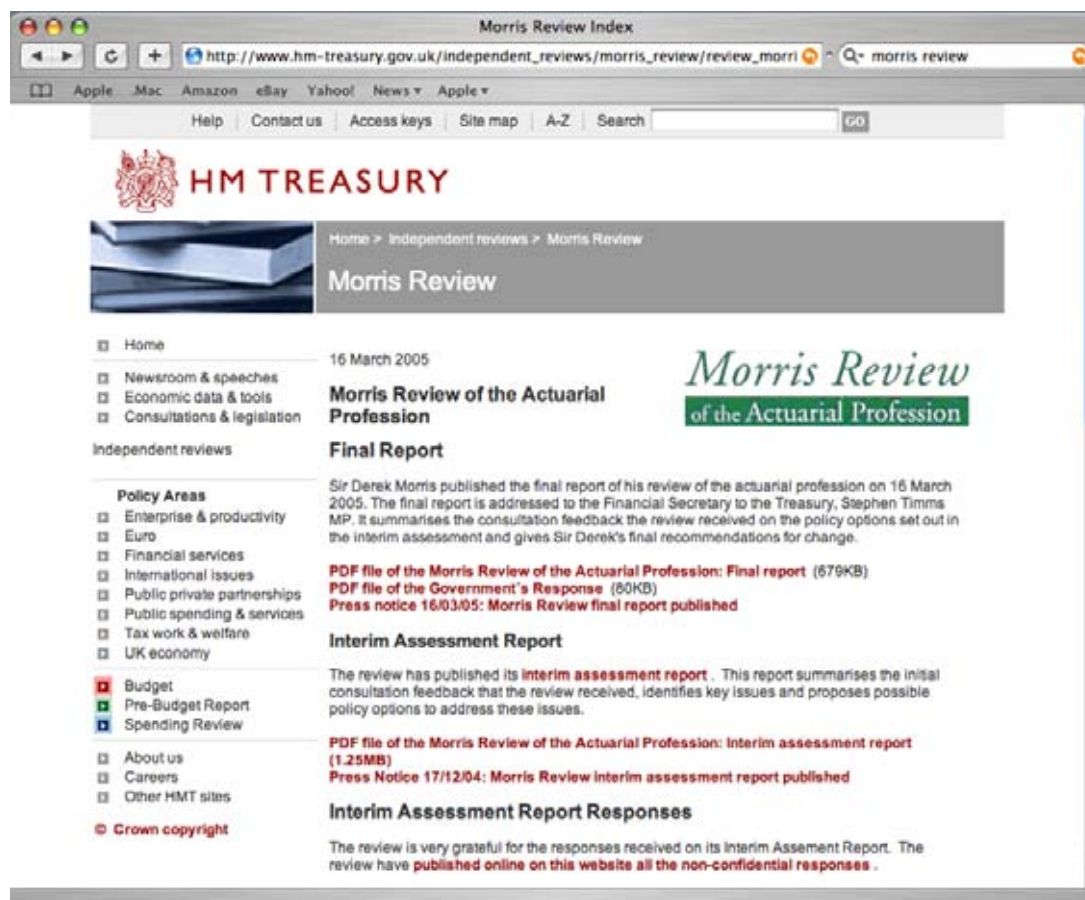 Morris Review Index
http://www.hm-treasury.gov.uk/independent_reviews/morris_review/review_morri
morris review
Apple .Mac Amazon eBay Yahoo! News Apple
Help Contact us Access keys Site map A-Z Search GO
HM TREASURY
Home > Independent reviews > Morris Review
Morris Review
Home
Newsroom & speeches
Economic data & tools
Consultations & legislation
Independent reviews
Policy Areas
Enterprise & productivity
Euro
Financial services
International issues
Public private partnerships
Public spending & services
Tax work & welfare
UK economy
Budget
Pre-Budget Report
Spending Review
About us
Careers
Other HMT sites
© Crown copyright
16 March 2005
Morris Review
of the Actuarial Profession
Morris Review of the Actuarial
Profession
Final Report
Sir Derek Morris published the final report of his review of the actuarial profession on 16 March
2005. The final report is addressed to the Financial Secretary to the Treasury, Stephen Timms
MP. It summarises the consultation feedback the review received on the policy options set out in
the interim assessment and gives Sir Derek's final recommendations for change.
PDF file of the Morris Review of the Actuarial Profession: Final report (679KB)
PDF file of the Government's Response (80KB)
Press notice 16/03/05: Morris Review final report published
Interim Assessment Report
The review has published its interim assessment report . This report summarises the initial
consultation feedback that the review received, identifies key issues and proposes possible
policy options to address these issues.
PDF file of the Morris Review of the Actuarial Profession: Interim assessment report
(1.25MB)
Press Notice 17/12/04: Morris Review interim assessment report published
Interim Assessment Report Responses
The review is very grateful for the responses received on its Interim Assement Report. The
review have published online on this website all the non-confidential responses .